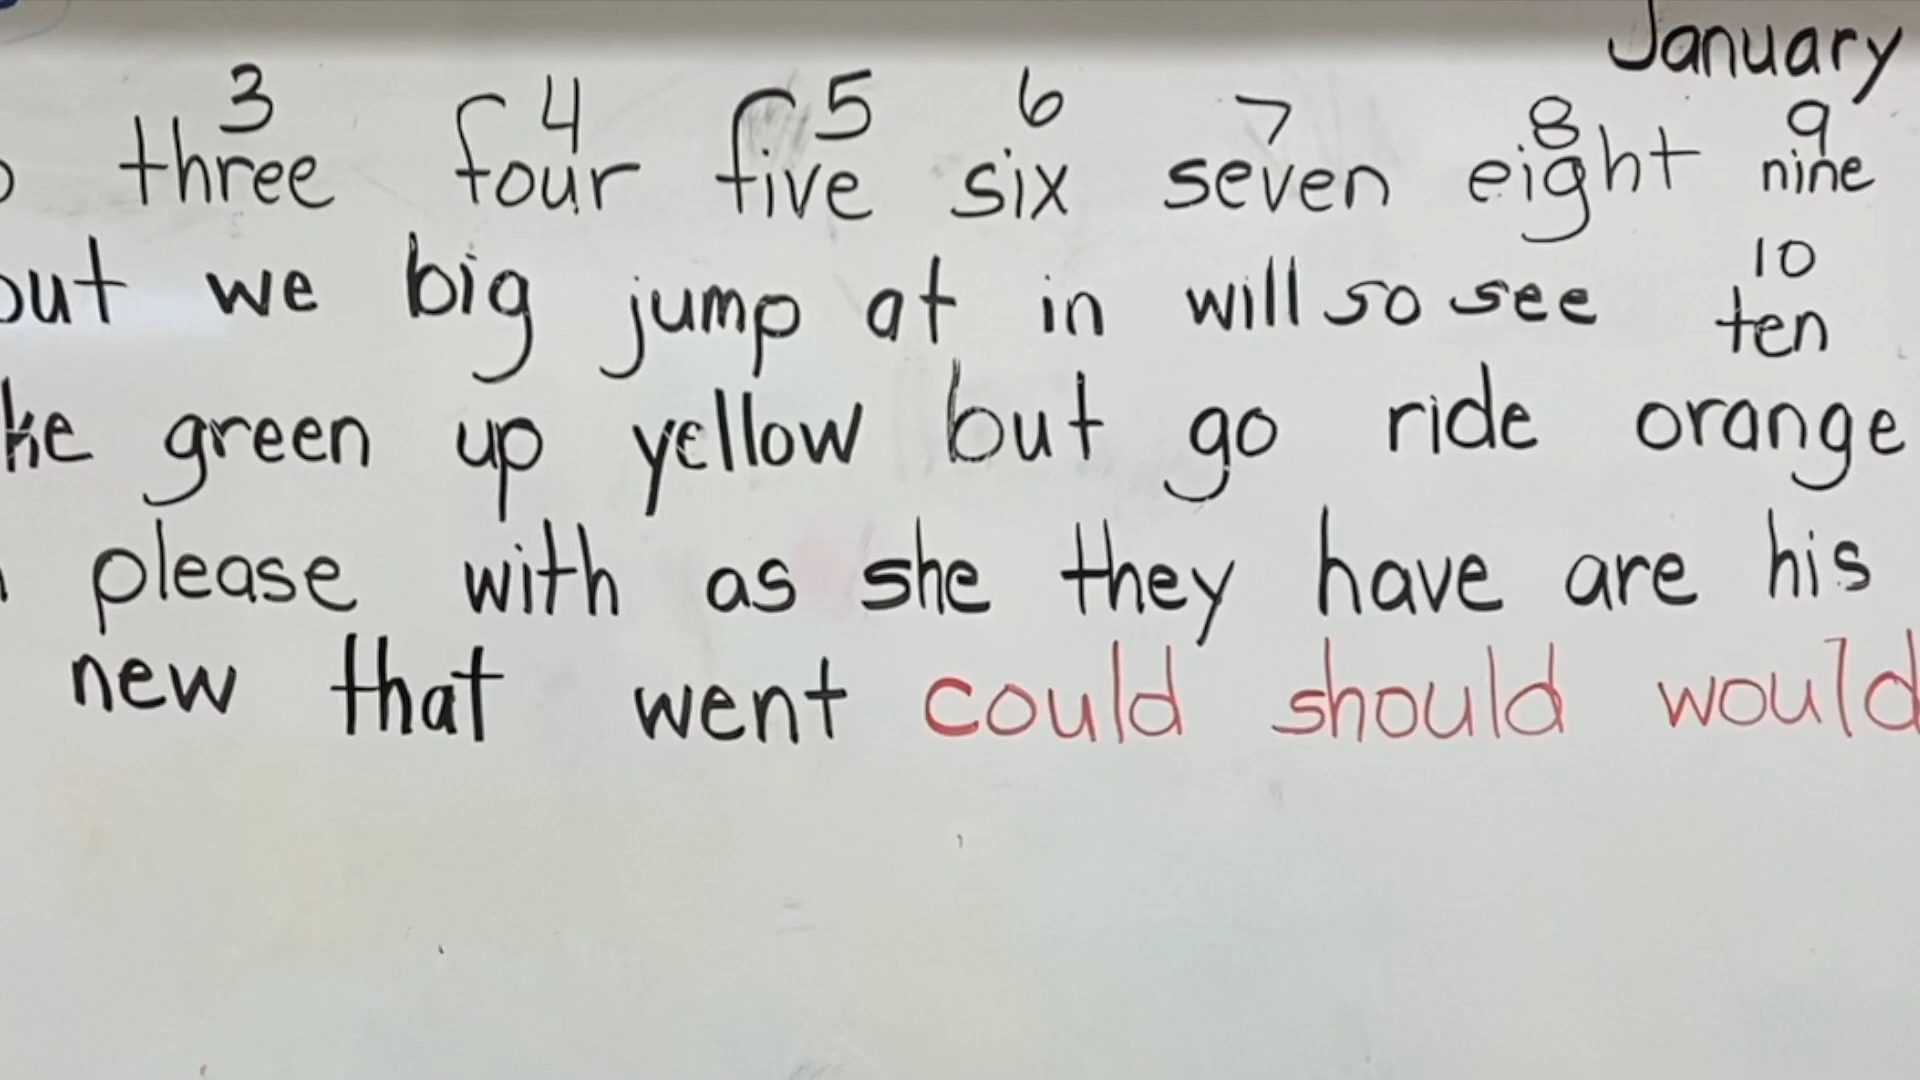 January
3 4 5 6 7 8 9
three four five six seven eight nine
10
out we big jump at in will so see ten
ke green up yellow but go ride orange
please with as she they have are his
new that went could should would